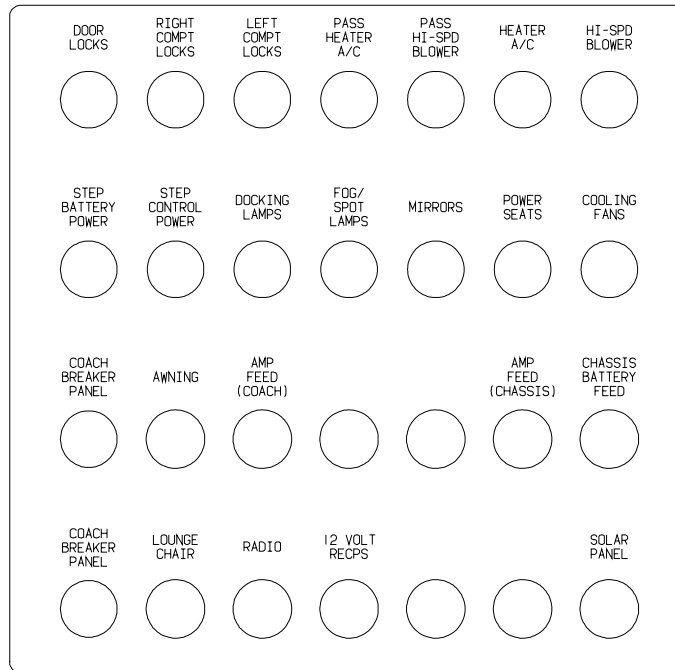 DOOR
LOCKS
RIGHT
COMPT
LOCKS
LEFT
COMPT
LOCKS
PASS
HEATER
A/C
PASS
HI-SPD
BLOWER
HEATER
A/C
HI-SPD
BLOWER
STEP
BATTERY
POWER
STEP
CONTROL
POWER
DOCKING
LAMPS
FOG/
SPOT
LAMPS
MIRRORS
POWER
SEATS
COOLING
FANS
COACH
BREAKER
PANEL
AWNING
AMP
FEED
(COACH)
AMP
FEED
(CHASSIS)
CHASSIS
BATTERY
FEED
COACH
BREAKER
PANEL
LOUNGE
CHAIR
RADIO
12 VOLT
RECPS
SOLAR
PANEL